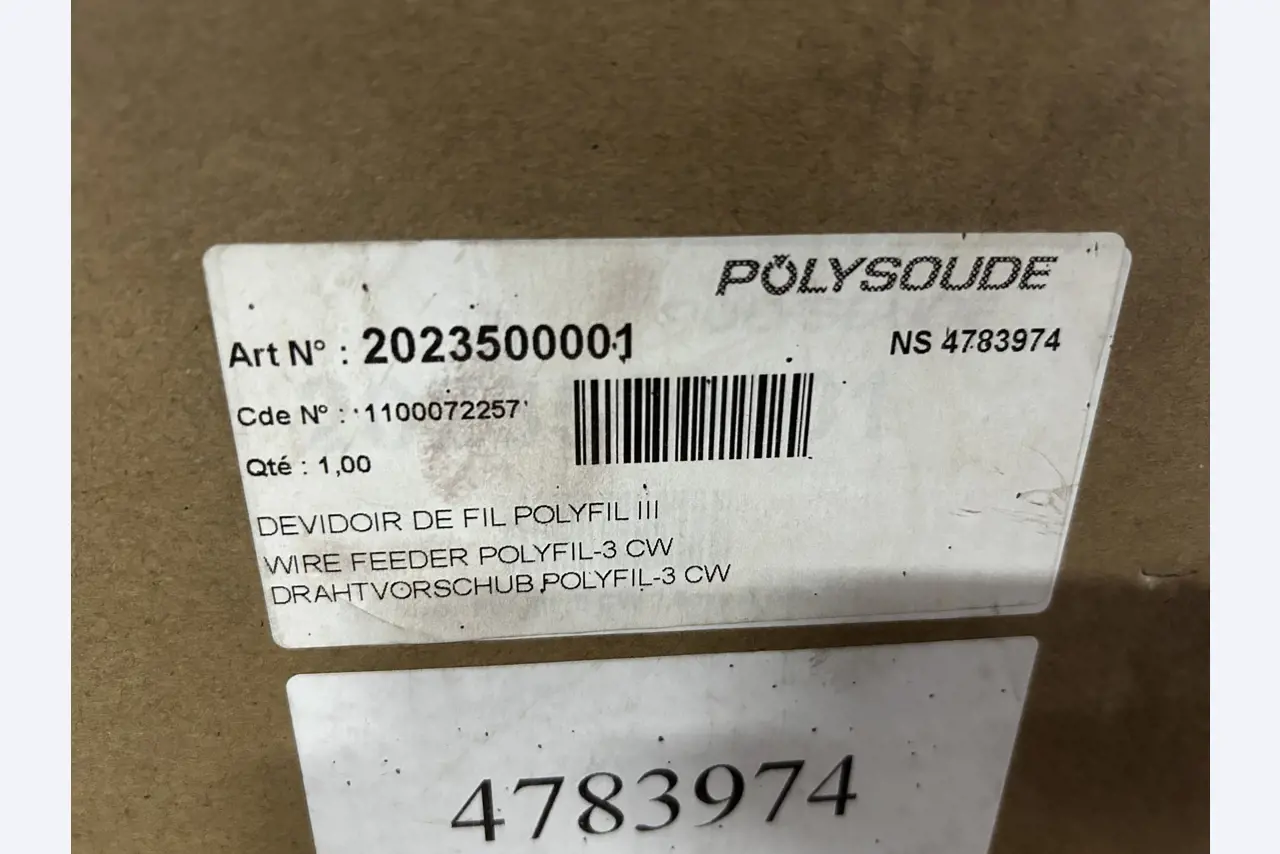 POLYSOUDE
Art N° : 2023500001
NS 4783974
Cde N° : 1100072257
Qté : 1,00
DEVIDOIR DE FIL POLYFIL III
WIRE FEEDER POLYFIL-3 CW
DRAHTVORSCHUB POLYFIL-3 CW
4783974